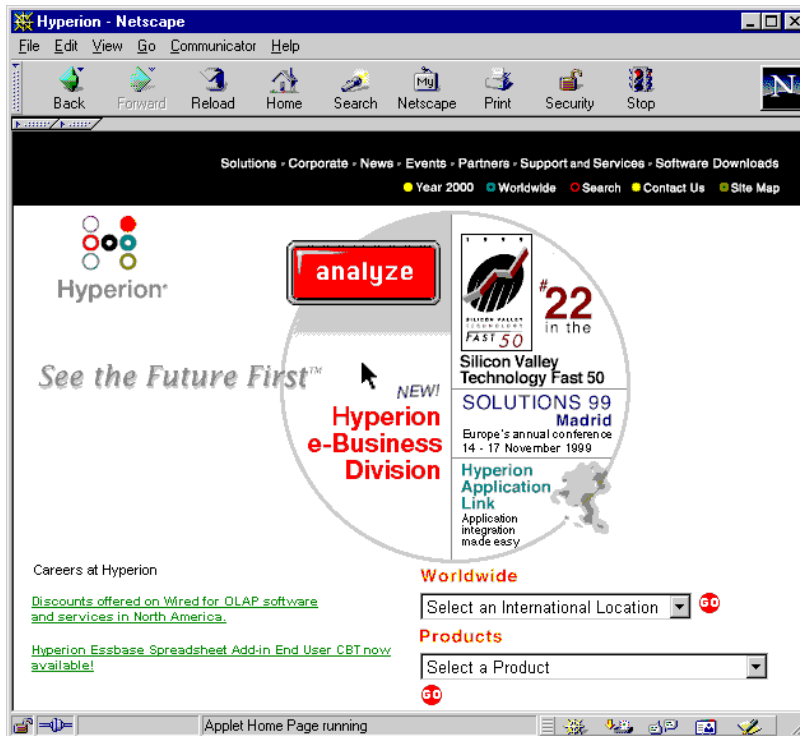 Hyperion - Netscape
File Edit View Go Communicator Help
Back Forward Reload Home Search Netscape Print Security Stop
My
N
Solutions - Corporate - News - Events - Partners - Support and Services - Software Downloads
Year 2000 Worldwide Search Contact Us Site Map
Hyperion
See the Future First™
analyze
NEW!
Hyperion
e-Business
Division
1999
SILICON VALLEY
TECHNOLOGY
FAST 50
#22
in the
Silicon Valley
Technology Fast 50
SOLUTIONS 99
Madrid
Europe's annual conference
14 - 17 November 1999
Hyperion
Application
Link
Application
integration
made easy
Careers at Hyperion
Discounts offered on Wired for OLAP software
and services in North America.
Hyperion Essbase Spreadsheet Add-in End User CBT now
available!
Worldwide
Select an International Location GO
Products
Select a Product
GO
Applet Home Page running